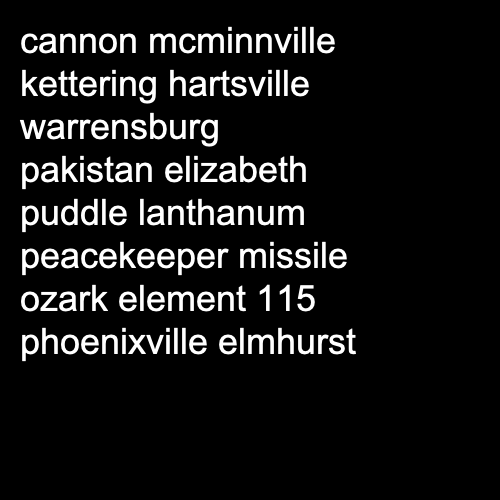 cannon mcminnville
kettering hartsville
warrensburg
pakistan elizabeth
puddle lanthanum
peacekeeper missile
ozark element 115
phoenixville elmhurst